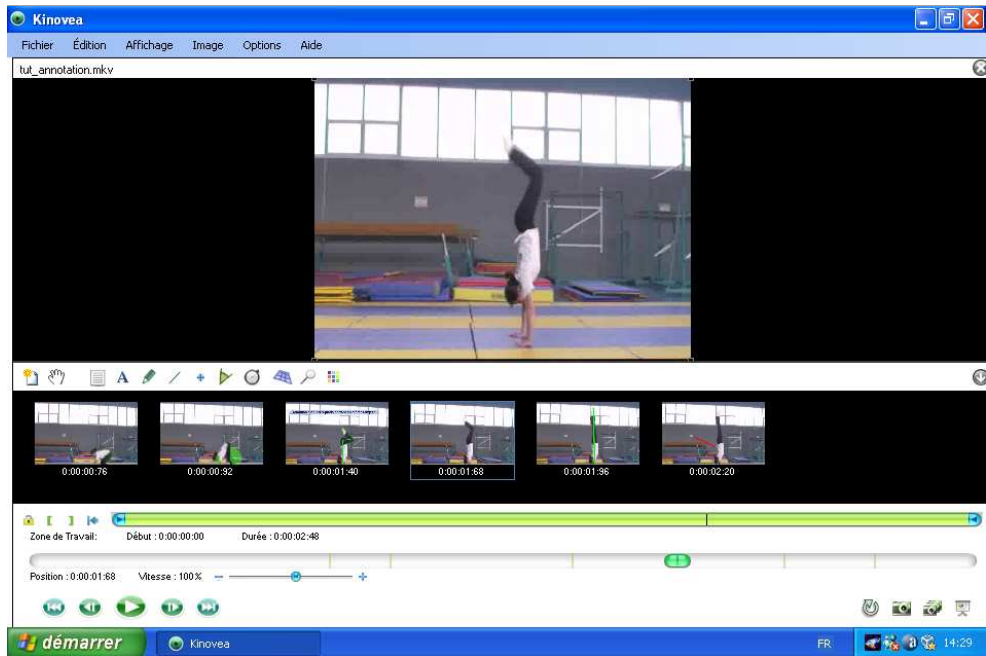 Kinovea
Fichier Édition Affichage Image Options Aide
tut_annotation.mkv
A
0:00:00:76 0:00:00:92 0:00:01:40 0:00:01:68 0:00:01:96 0:00:02:20
Zone de Travail: Début : 0:00:00:00 Durée : 0:00:02:48
Position : 0:00:01:68 Vitesse : 100%
démarrer Kinovea FR 14:29